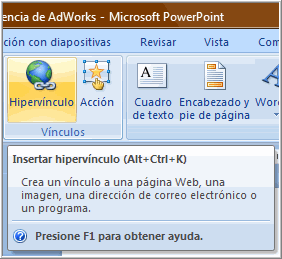 encia de AdWorks - Microsoft PowerPoint
ción con diapositivas Revisar Vista Com
Hipervínculo Acción Cuadro de texto Encabezado y pie de página Wor
Vínculos
Insertar hipervínculo (Alt+Ctrl+K)
Crea un vínculo a una página Web, una
imagen, una dirección de correo electrónico o
un programa.
Presione F1 para obtener ayuda.